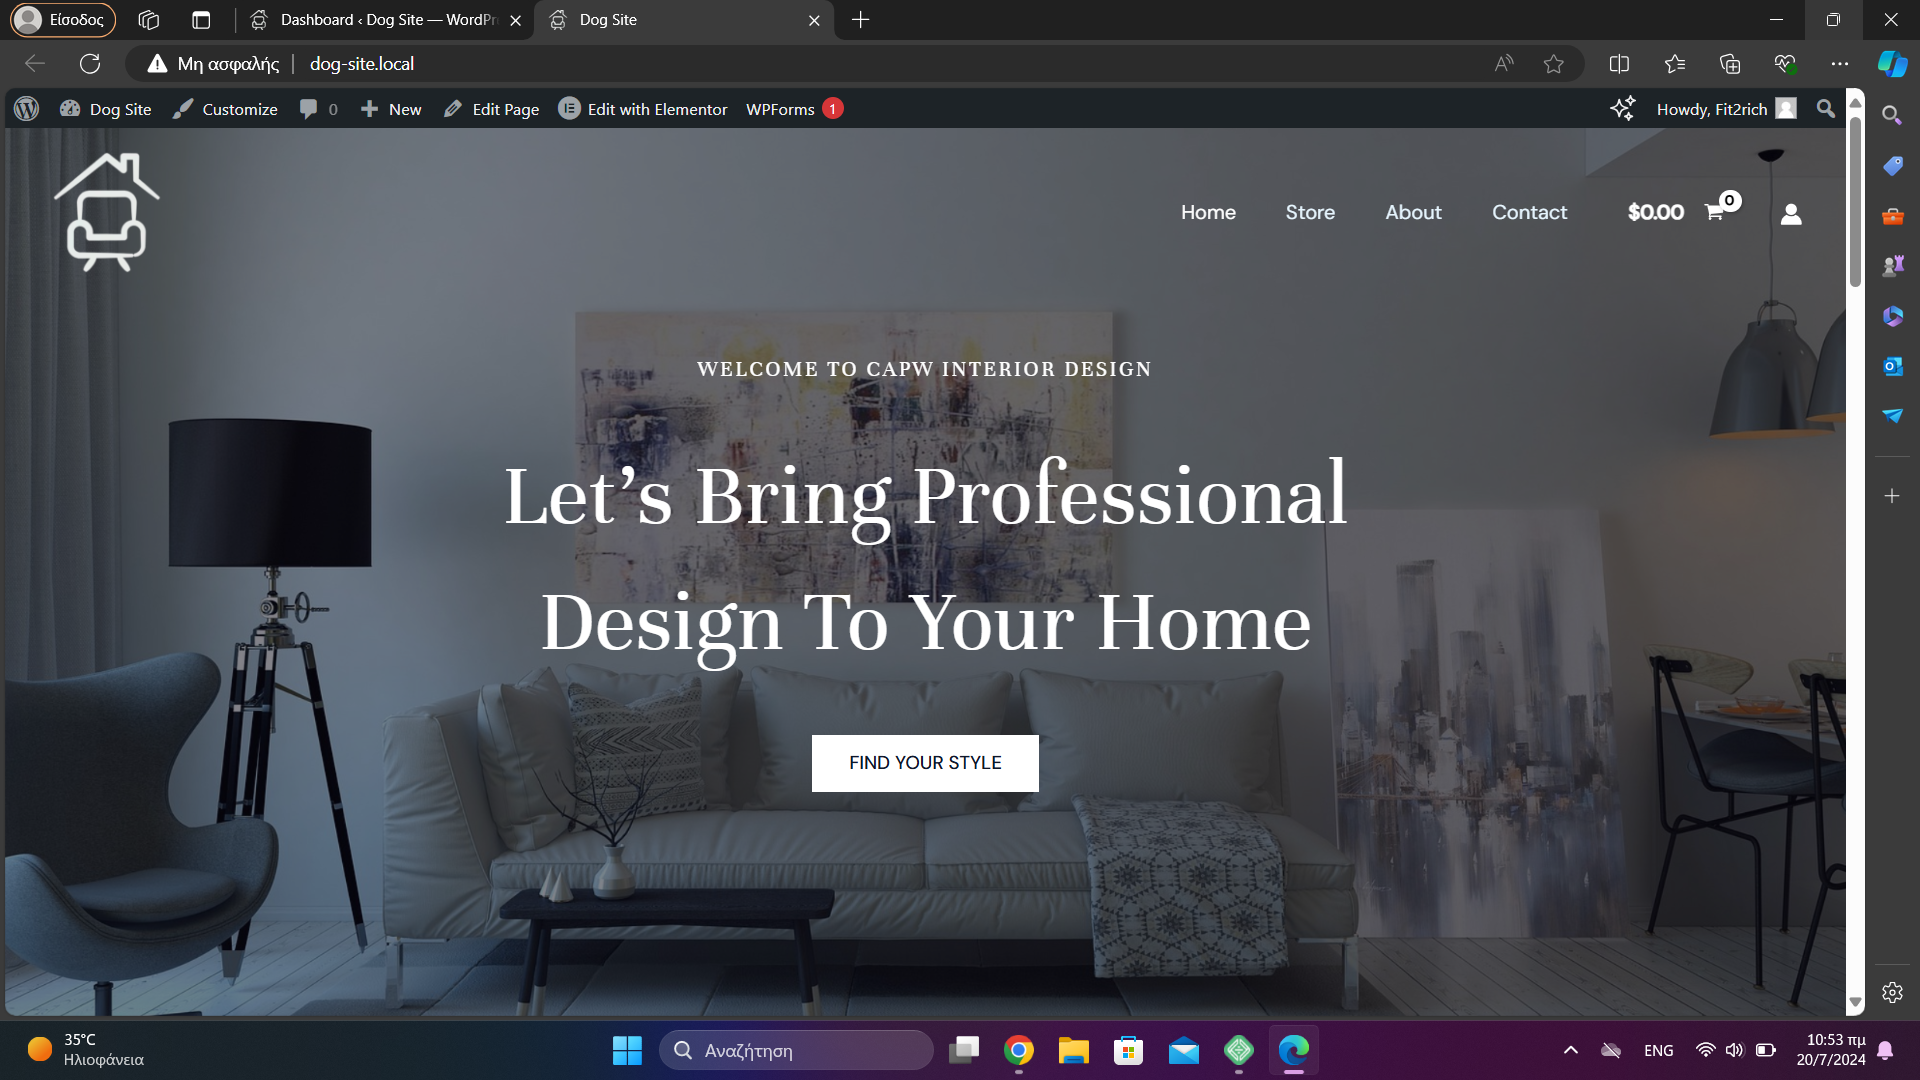 Είσοδος
Dashboard ‹ Dog Site — WordPr
Dog Site
Μη ασφαλής
dog-site.local
Dog Site
Customize
0
New
Edit Page
Edit with Elementor
WPForms 1
Howdy, Fit2rich
Home
Store
About
Contact
$0.00
0
WELCOME TO CAPW INTERIOR DESIGN
Let’s Bring Professional
Design To Your Home
FIND YOUR STYLE
35°C
Ηλιοφάνεια
Αναζήτηση
ENG
10:53 πμ
20/7/2024